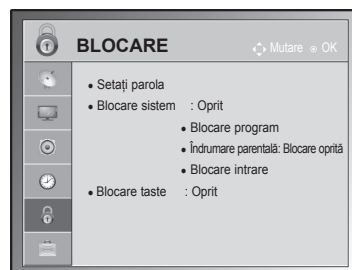 BLOCARE Mutare OK
• Setați parola
• Blocare sistem : Oprit
• Blocare program
• Îndrumare parentală: Blocare oprită
• Blocare intrare
• Blocare taste : Oprit